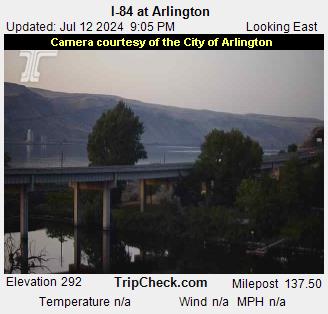 I-84 at Arlington
Updated: Jul 12 2024 9:05 PM Looking East
Camera courtesy of the City of Arlington
Elevation 292 TripCheck.com Milepost 137.50
Temperature n/a Wind n/a MPH n/a